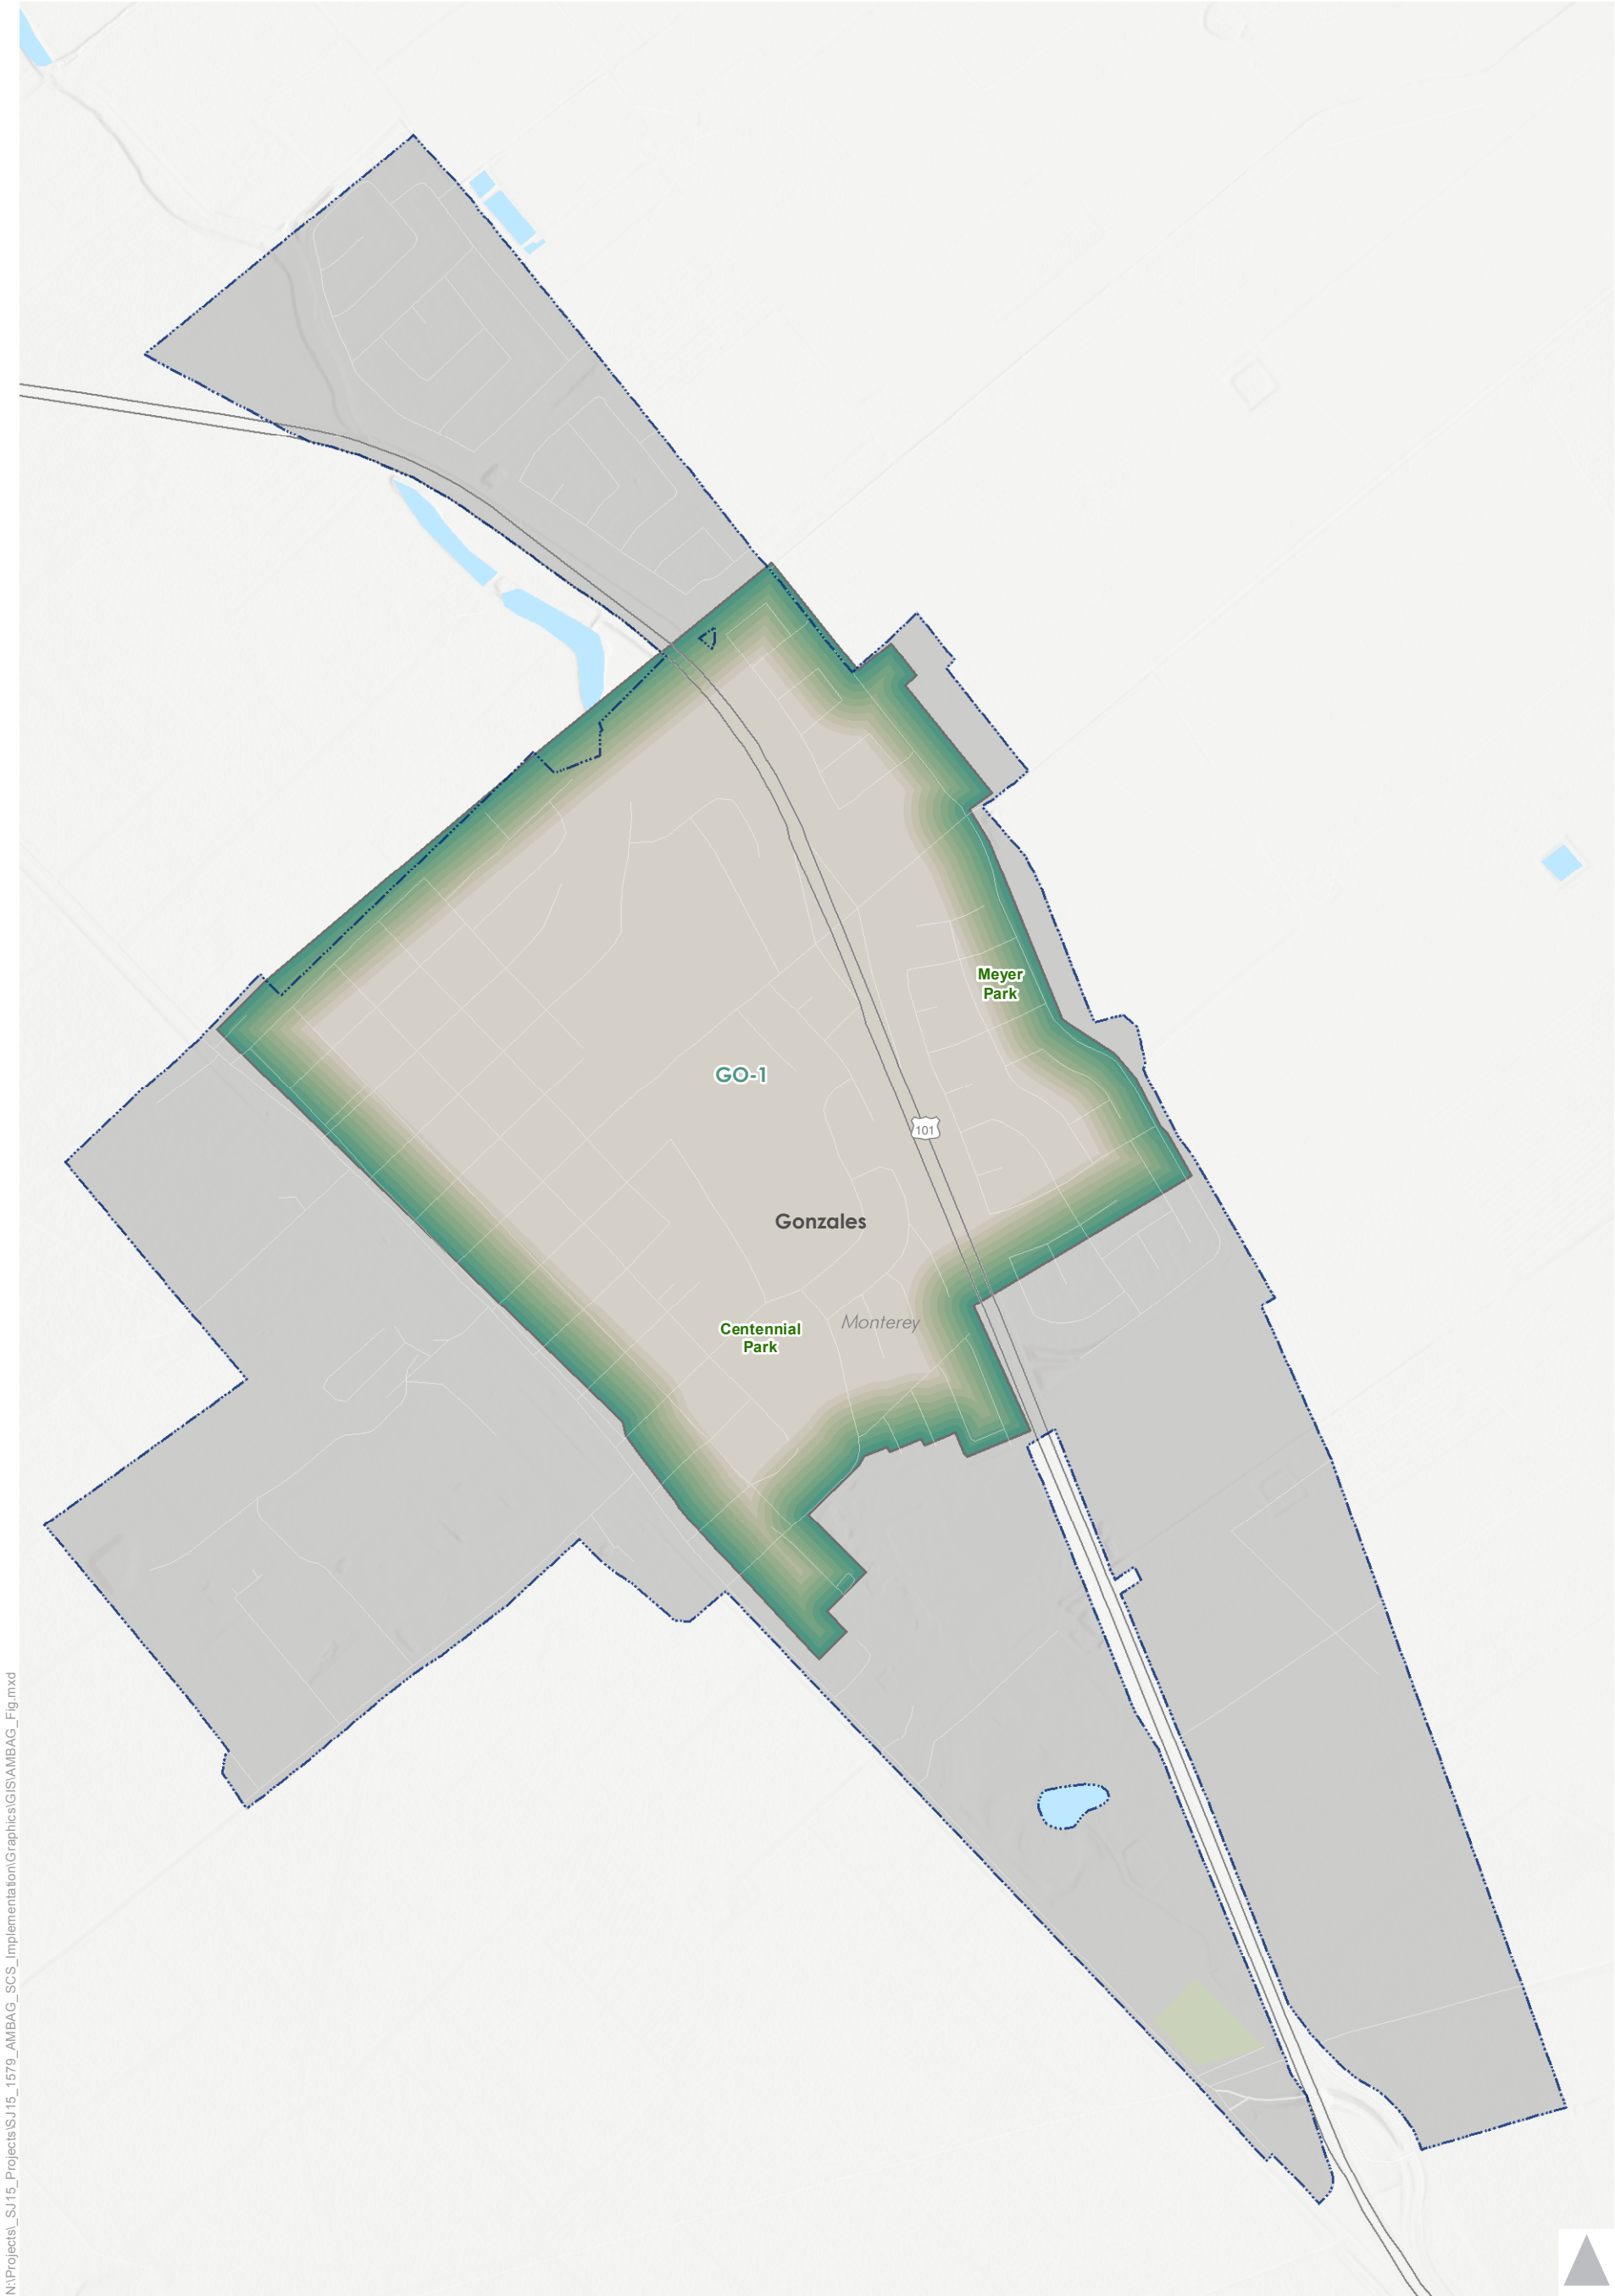 Meyer
Park
GO-1
101
Gonzales
Monterey
Centennial
Park
N:\Projects\_SJ15_Projects\SJ15_1579_AMBAG_SCS_Implementation\Graphics\GIS\AMBAG_Fig.mxd